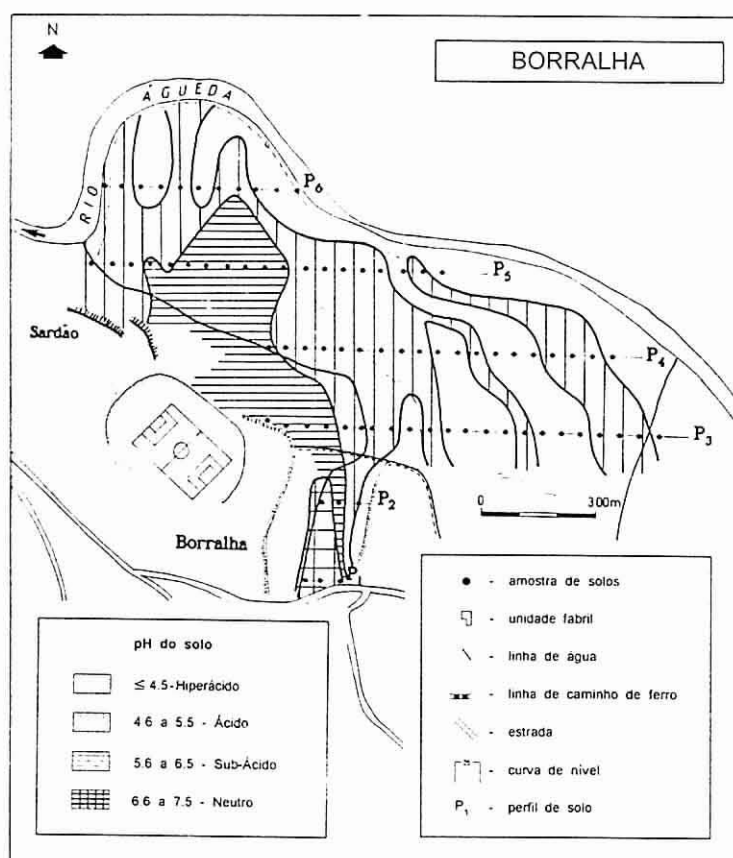 N
BORRALHA
RIO ÁGUEDA
P6
P5
Sardão
P4
P3
0 300m
P2
Borralha
P
pH do solo
≤ 4.5-Hiperácido
4.6 a 5.5 - Ácido
5.6 a 6.5 - Sub-Ácido
6.6 a 7.5 - Neutro
- amostra de solos
- unidade fabril
- linha de água
- linha de caminho de ferro
- estrada
25 - curva de nível
P1 - perfil de solo